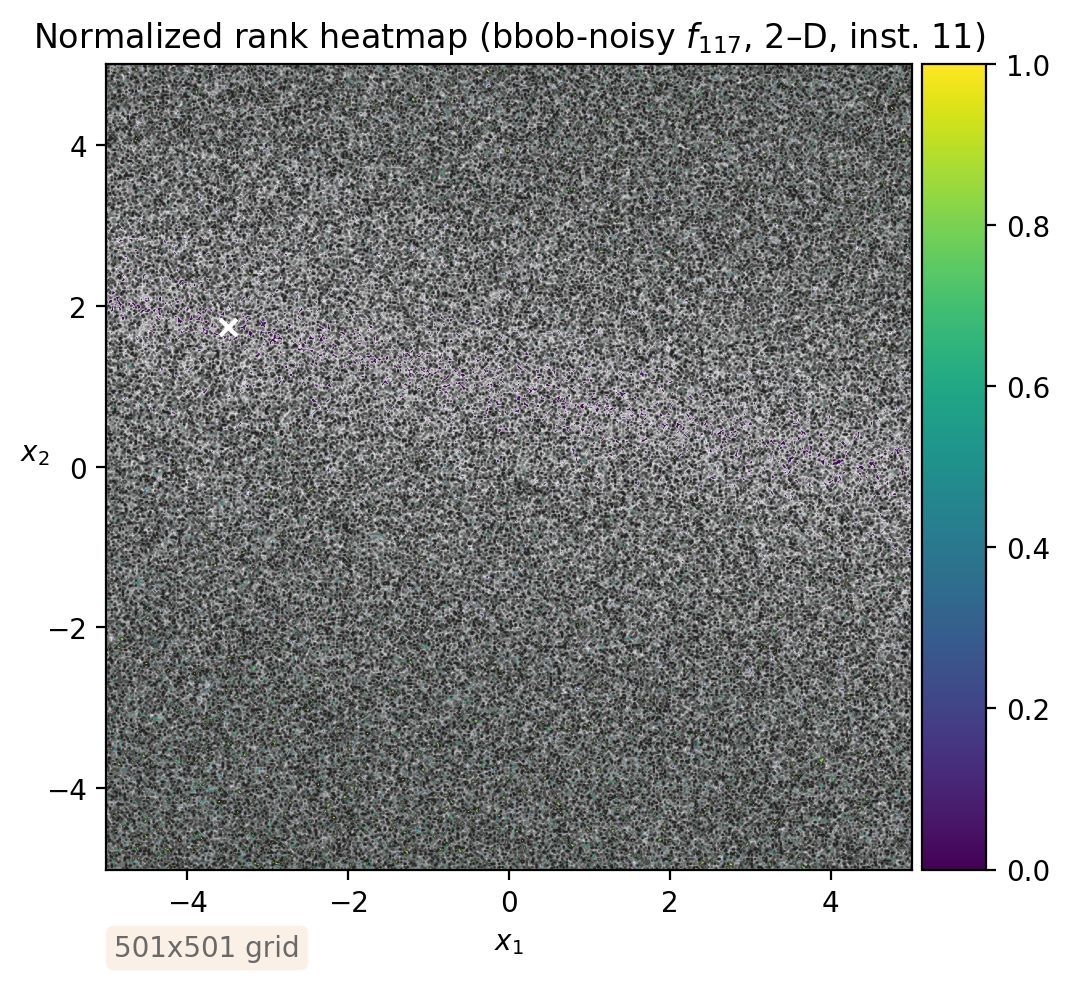 Normalized rank heatmap (bbob-noisy f₁₁₇, 2–D, inst. 11)
1.0
4
0.8
2
0.6
x₂
0
0.4
−2
0.2
−4
0.0
−4 −2 0 2 4
501x501 grid
x₁